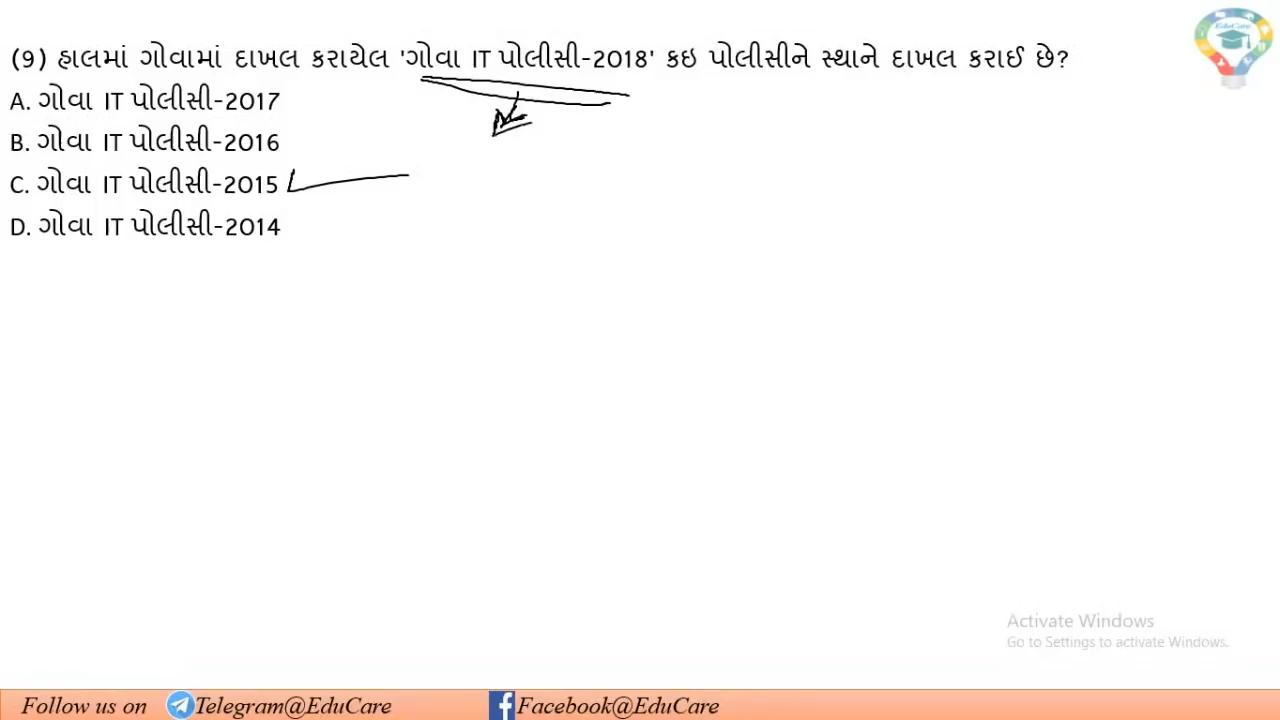 EduCare
(9) હાલમાં ગોવામાં દાખલ કરાયેલ 'ગોવા IT પોલીસી-2018' કઇ પોલીસીને સ્થાને દાખલ કરાઈ છે?
A. ગોવા IT પોલીસી-2017
B. ગોવા IT પોલીસી-2016
C. ગોવા IT પોલીસી-2015
D. ગોવા IT પોલીસી-2014
Activate Windows
Go to Settings to activate Windows.
Follow us on Telegram@EduCare Facebook@EduCare